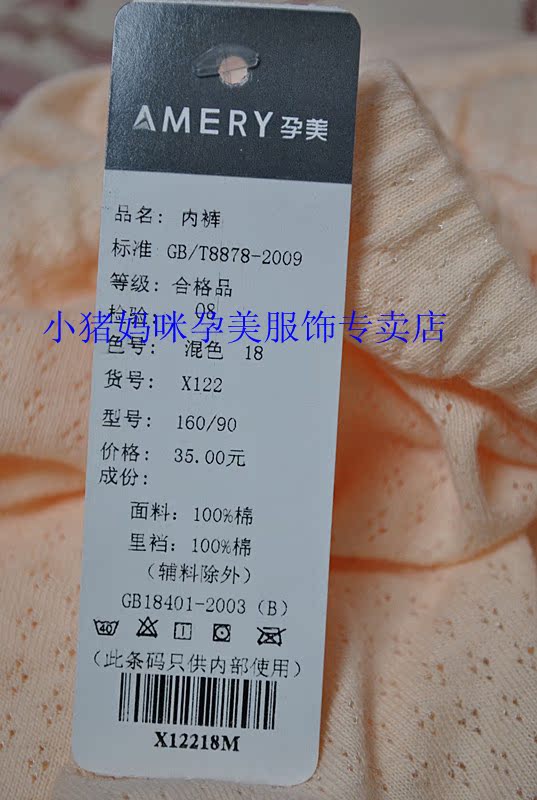 AMERY孕美
品名: 内裤
标准 GB/T8878-2009
等级: 合格品
检验: 08
小猪妈咪孕美服饰专卖店
色号: 混色 18
货号: X122
型号: 160/90
价格: 35.00元
成份:
面料: 100%棉
里裆: 100%棉
(辅料除外)
GB18401-2003 (B)
40
(此条码只供内部使用)
X12218M